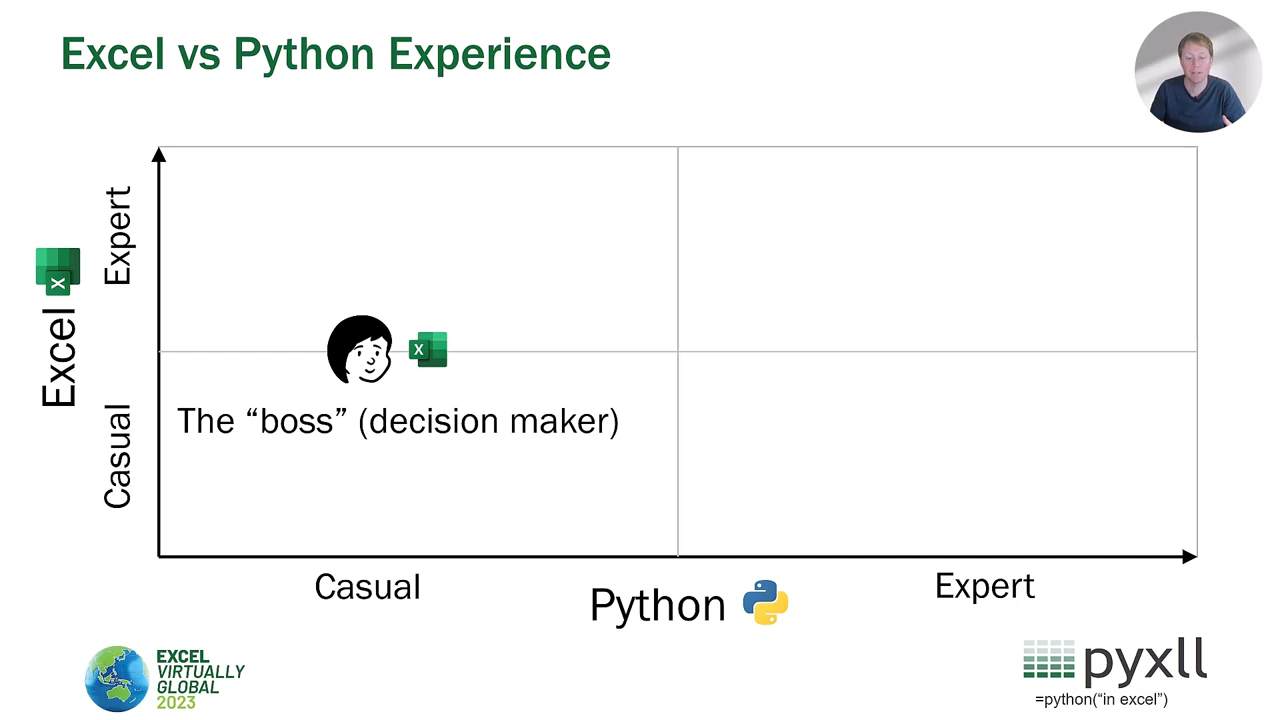 Excel vs Python Experience
Expert
Excel
X
Casual
X
The “boss” (decision maker)
Casual
Python
Expert
EXCEL
VIRTUALLY
GLOBAL
2023
pyxll
=python(“in excel”)